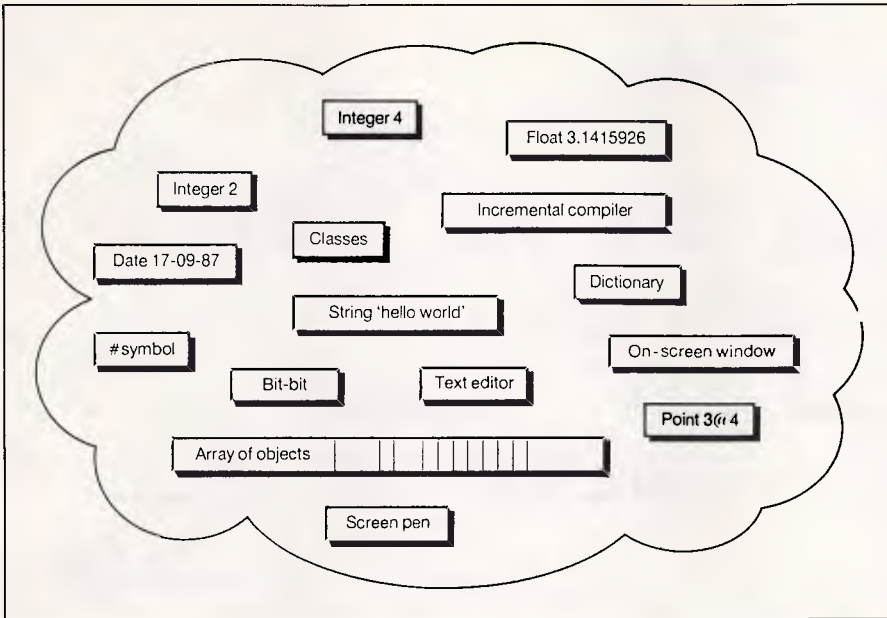 Integer 4
Float 3.1415926
Integer 2
Incremental compiler
Classes
Date 17-09-87
Dictionary
String ‘hello world’
#symbol
On-screen window
Bit-bit
Text editor
Point 3@4
Array of objects
Screen pen